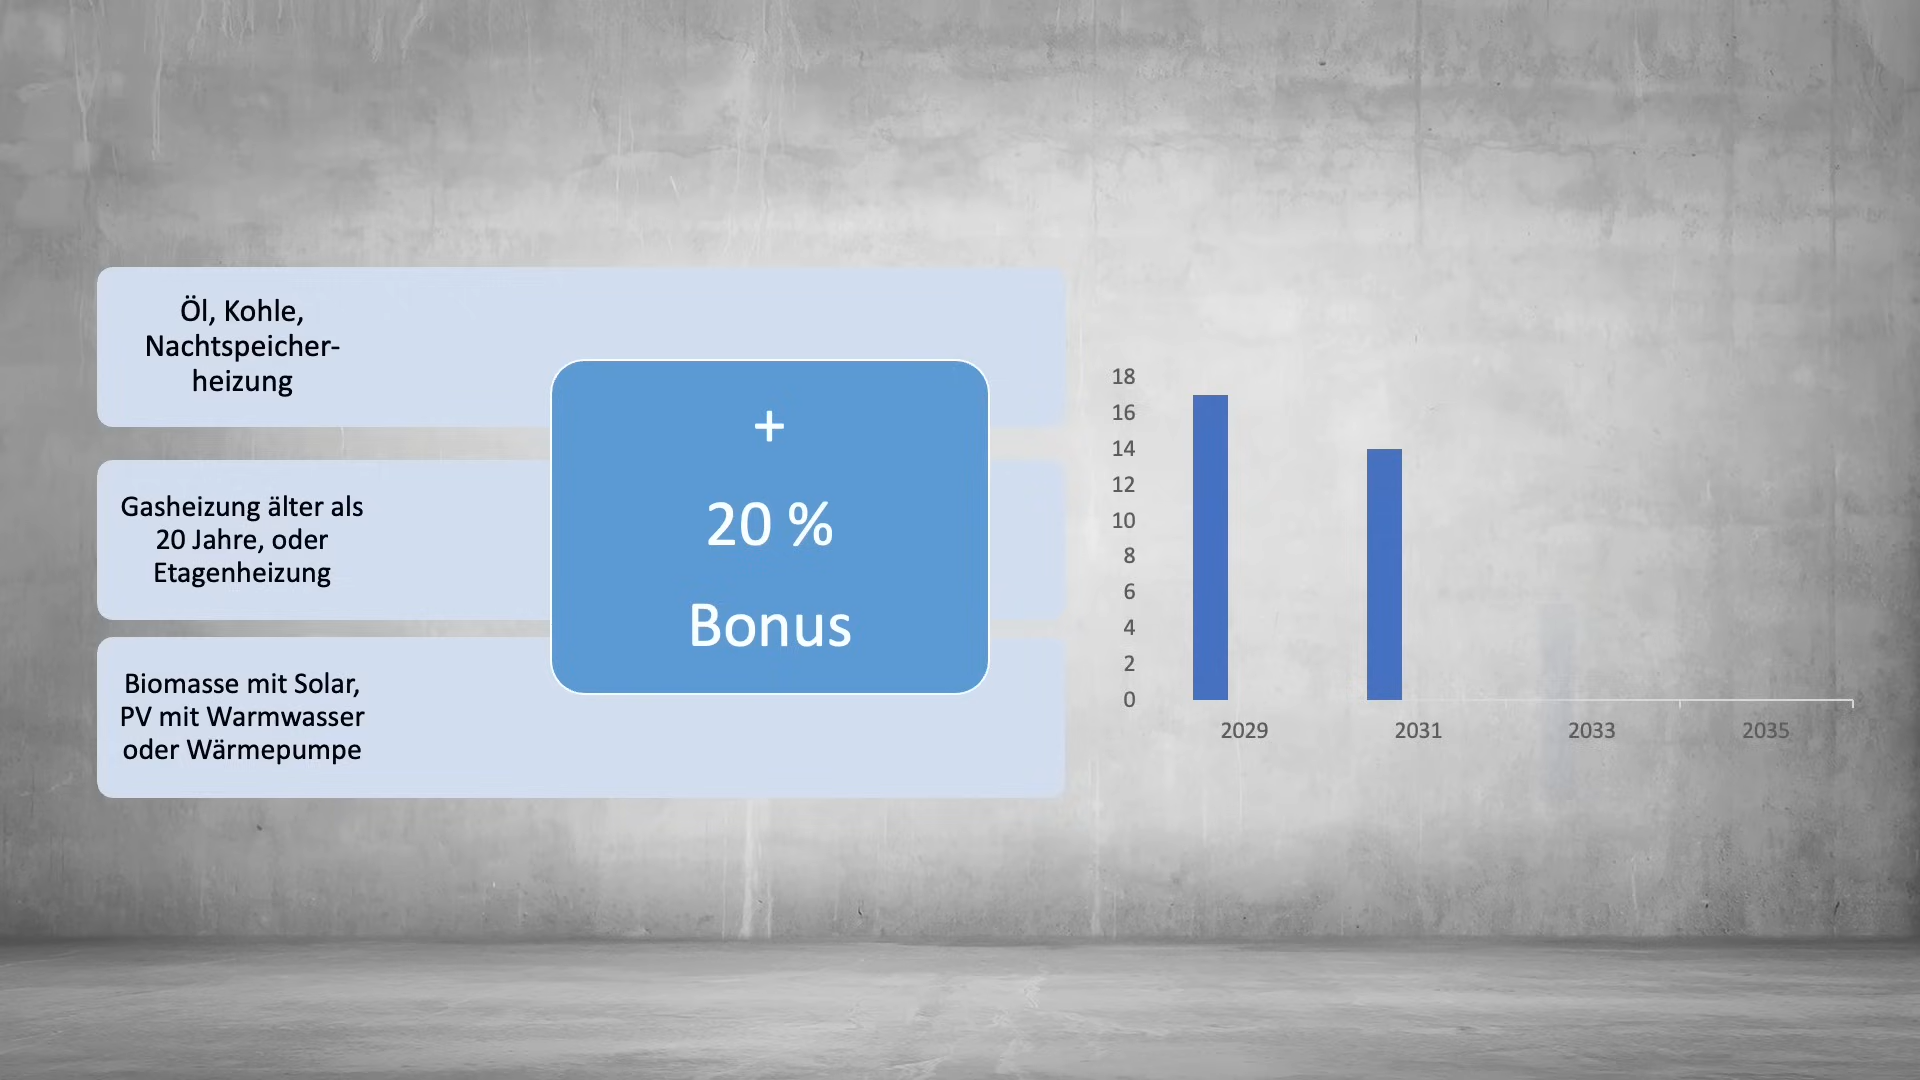 Öl, Kohle,
Nachtspeicher-
heizung
Gasheizung älter als
20 Jahre, oder
Etagenheizung
Biomasse mit Solar,
PV mit Warmwasser
oder Wärmepumpe
+
20 %
Bonus
18
16
14
12
10
8
6
4
2
0
2029
2031
2033
2035